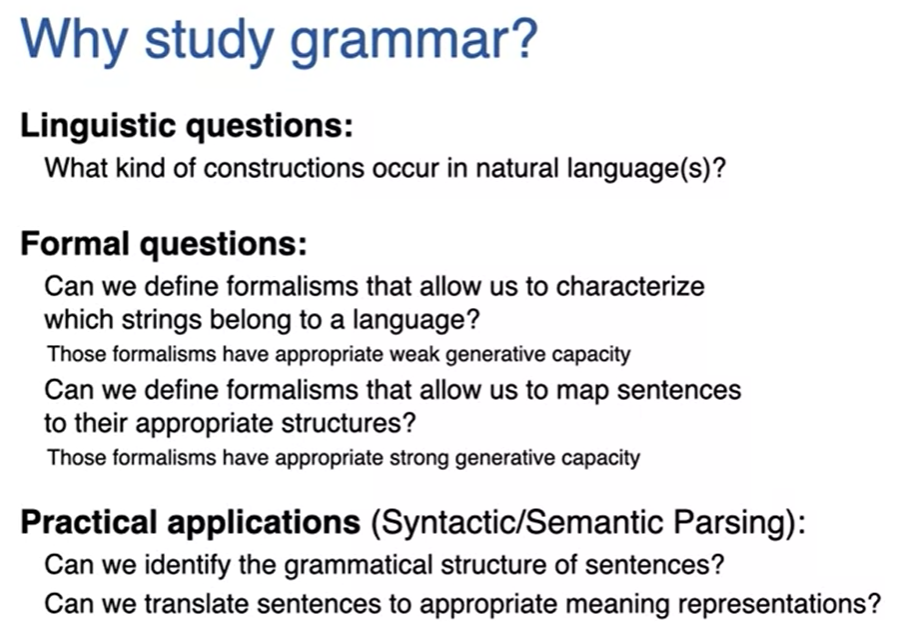 Why study grammar?
Linguistic questions:
What kind of constructions occur in natural language(s)?
Formal questions:
Can we define formalisms that allow us to characterize
which strings belong to a language?
Those formalisms have appropriate weak generative capacity
Can we define formalisms that allow us to map sentences
to their appropriate structures?
Those formalisms have appropriate strong generative capacity
Practical applications (Syntactic/Semantic Parsing):
Can we identify the grammatical structure of sentences?
Can we translate sentences to appropriate meaning representations?